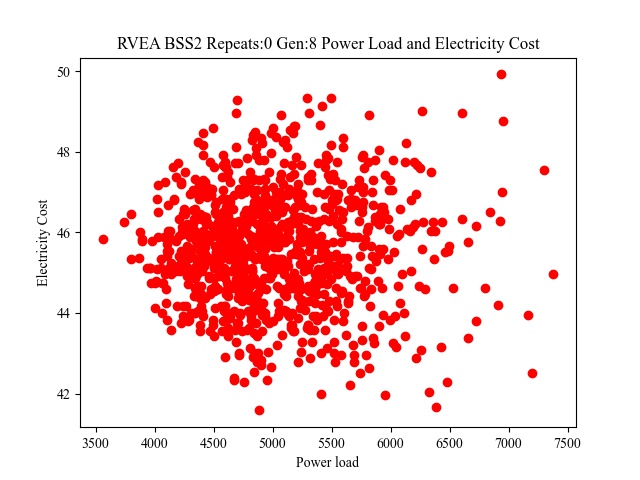 RVEA BSS2 Repeats:0 Gen:8 Power Load and Electricity Cost
50
48
46
44
42
Electricity Cost
3500 4000 4500 5000 5500 6000 6500 7000 7500
Power load